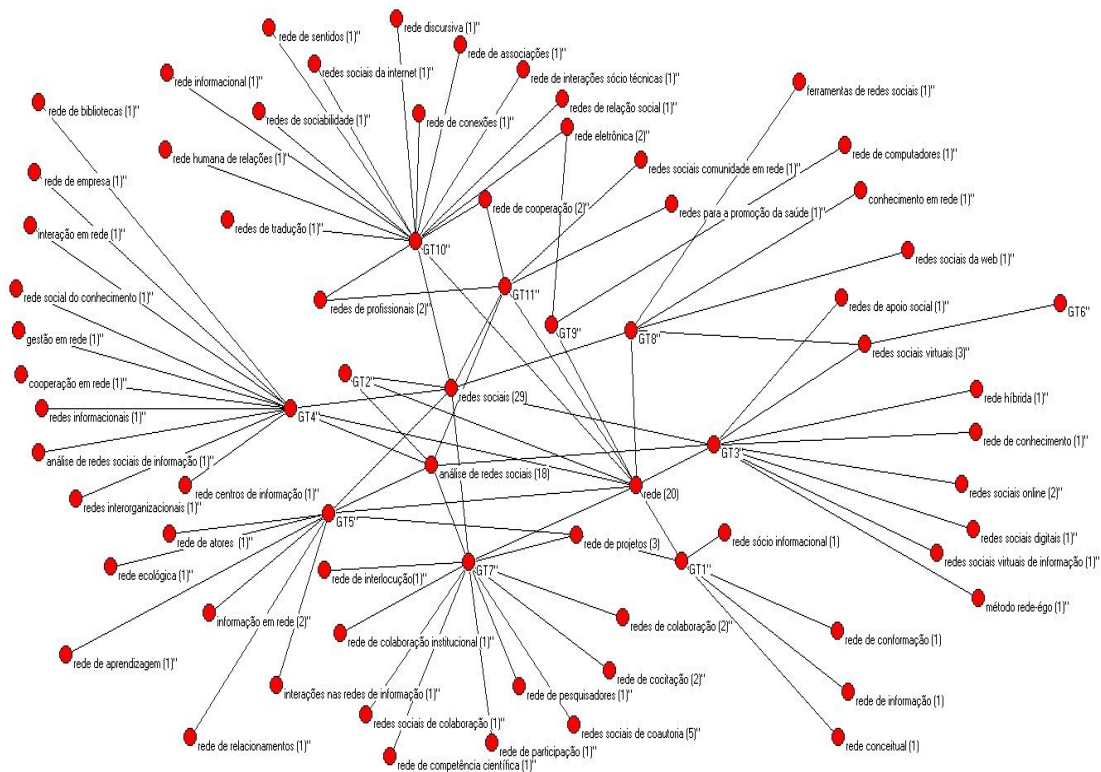 rede discursiva (1)"
rede de sentidos (1)"
rede de associações (1)"
redes sociais da internet (1)"
rede de interações sócio técnicas (1)"
rede informacional (1)"
ferramentas de redes sociais (1)"
redes de relação social (1)"
rede de bibliotecas (1)"
redes de sociabilidade (1)"
rede de conexões (1)"
rede eletrônica (2)"
rede de computadores (1)"
rede humana de relações (1)"
redes sociais comunidade em rede (1)"
rede de empresa (1)"
conhecimento em rede (1)"
rede de cooperação (2)"
redes para a promoção da saúde (1)"
redes de tradução (1)"
interação em rede (1)"
GT10"
redes sociais da web (1)"
GT11"
rede social do conhecimento (1)"
redes de profissionais (2)"
redes de apoio social (1)"
GT6"
GT9"
GT8"
gestão em rede (1)"
redes sociais virtuais (3)"
GT2"
cooperação em rede (1)"
redes sociais (29)
rede híbrida (1)"
redes informacionais (1)"
GT4"
rede de conhecimento (1)"
GT3"
análise de redes sociais de informação (1)"
análise de redes sociais (18)
rede centros de informação (1)"
rede (20)
redes sociais online (2)"
redes interorganizacionais (1)"
GT5"
redes sociais digitais (1)"
rede de atores (1)"
rede de projetos (3)
rede sócio informacional (1)
redes sociais virtuais de informação (1)"
GT1"
GT7"
rede ecológica (1)"
rede de interlocução(1)"
método rede-égo (1)"
informação em rede (2)"
redes de colaboração (2)"
rede de colaboração institucional (1)"
rede de conformação (1)
rede de aprendizagem (1)"
rede de cocitação (2)"
interações nas redes de informação (1)"
rede de pesquisadores (1)"
rede de informação (1)
redes sociais de colaboração (1)"
redes sociais de coautoria (5)"
rede de relacionamentos (1)"
rede de participação (1)"
rede conceitual (1)
rede de competência científica (1)"